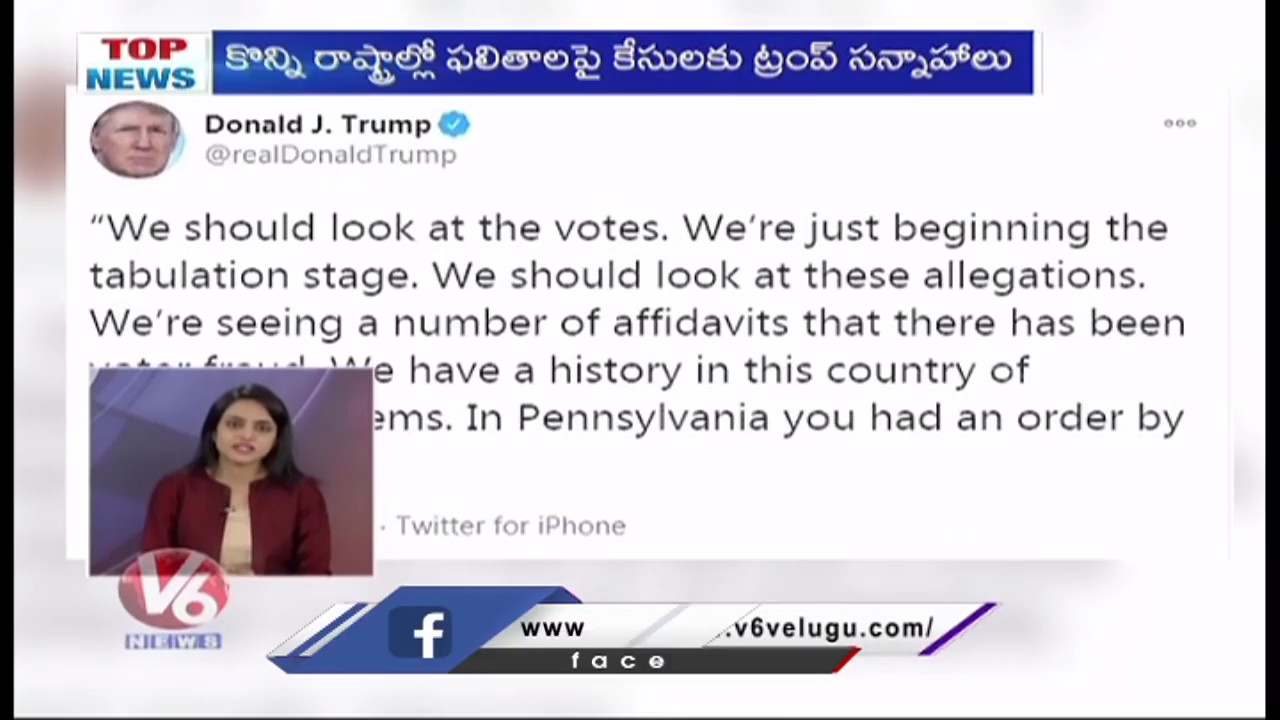 TOP
NEWS
కొన్ని రాష్ట్రాల్లో ఫలితాలపై కేసులకు ట్రంప్ సన్నాహాలు
Donald J. Trump
@realDonaldTrump
“We should look at the votes. We’re just beginning the
tabulation stage. We should look at these allegations.
We’re seeing a number of affidavits that there has been
voter fraud. We have a history in this country of
ems. In Pennsylvania you had an order by
· Twitter for iPhone
V6
NEWS
f
www .v6velugu.com/
face